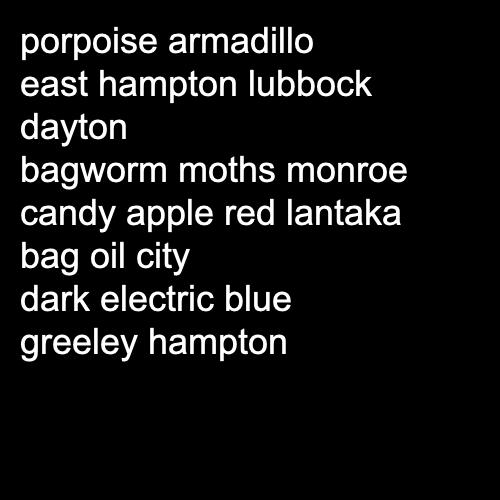 porpoise armadillo
east hampton lubbock
dayton
bagworm moths monroe
candy apple red lantaka
bag oil city
dark electric blue
greeley hampton